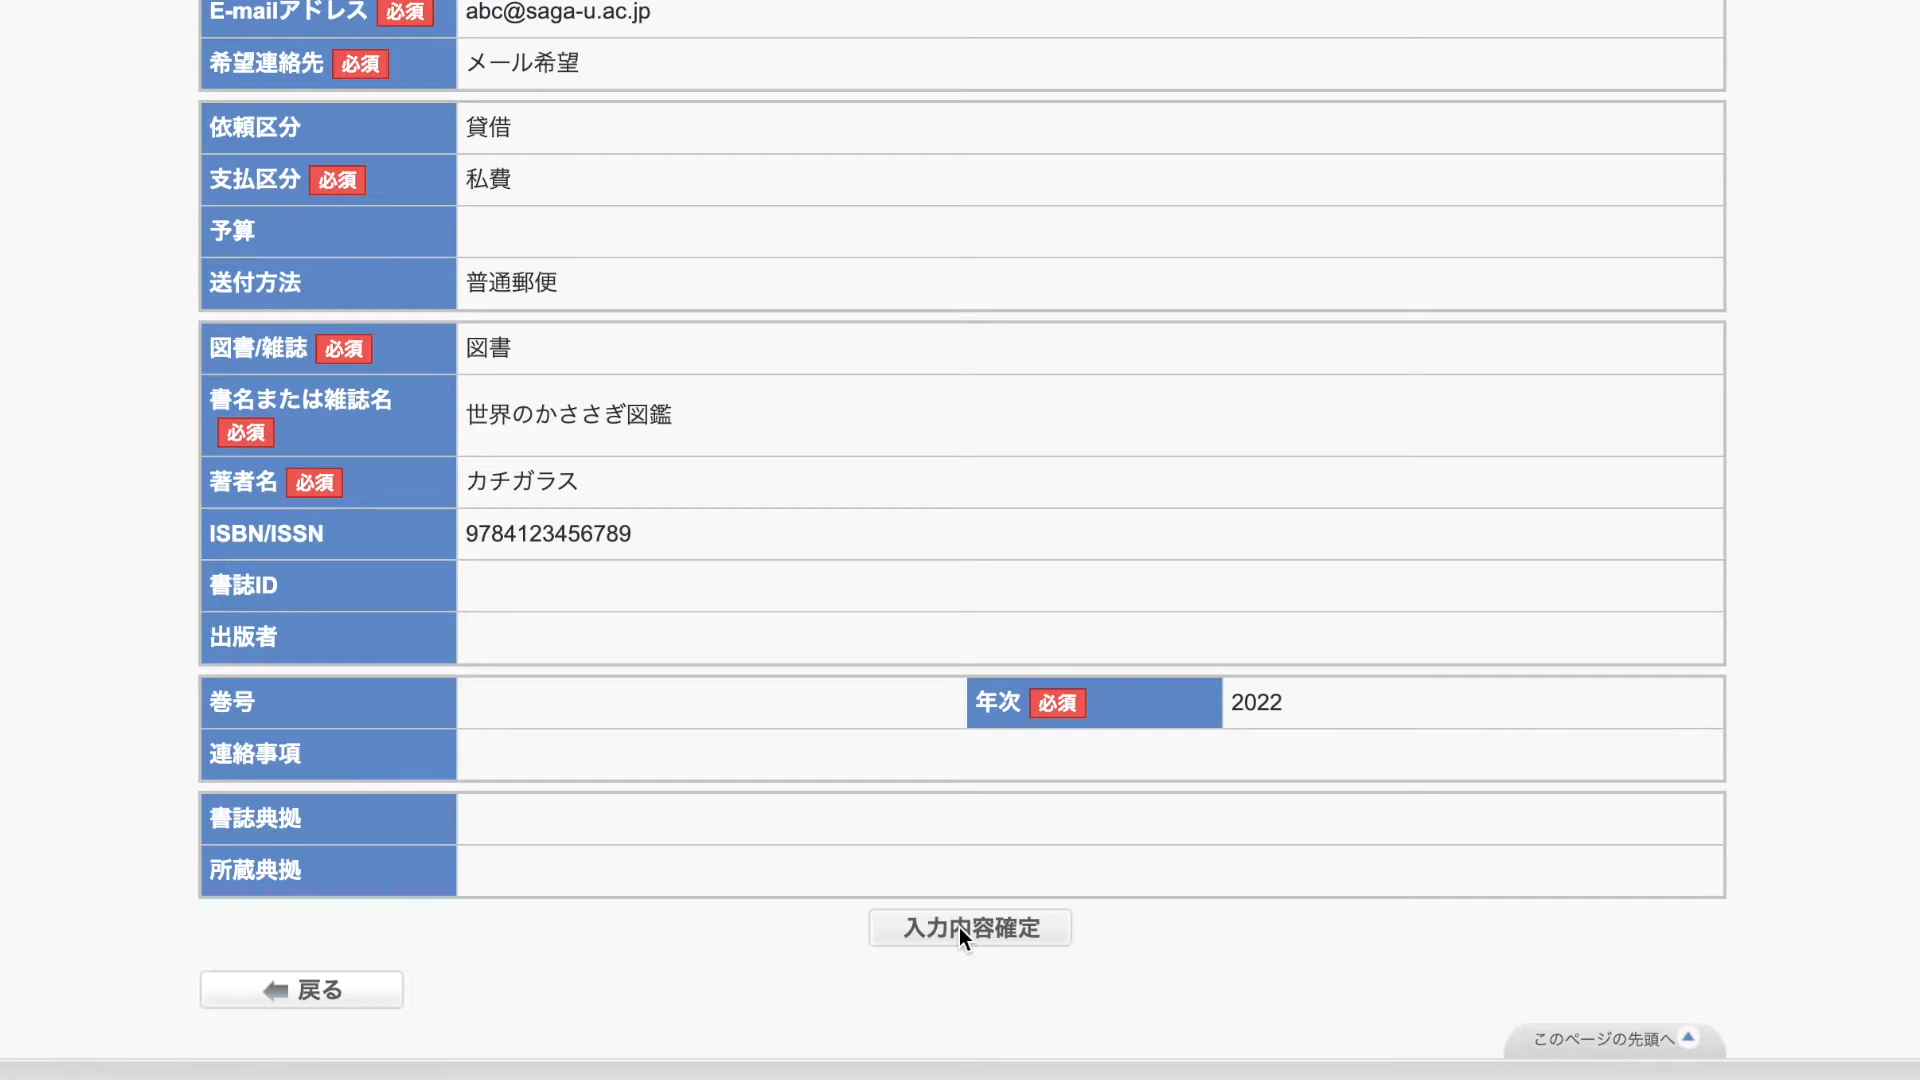 E-mailアドレス 必須 abc@saga-u.ac.jp
希望連絡先 必須 メール希望
依頼区分 貸借
支払区分 必須 私費
予算
送付方法 普通郵便
図書/雑誌 必須 図書
書名または雑誌名
必須 世界のかささぎ図鑑
著者名 必須 カチガラス
ISBN/ISSN 9784123456789
書誌ID
出版者
巻号 年次 必須 2022
連絡事項
書誌典拠
所蔵典拠
入力内容確定
戻る
このページの先頭へ